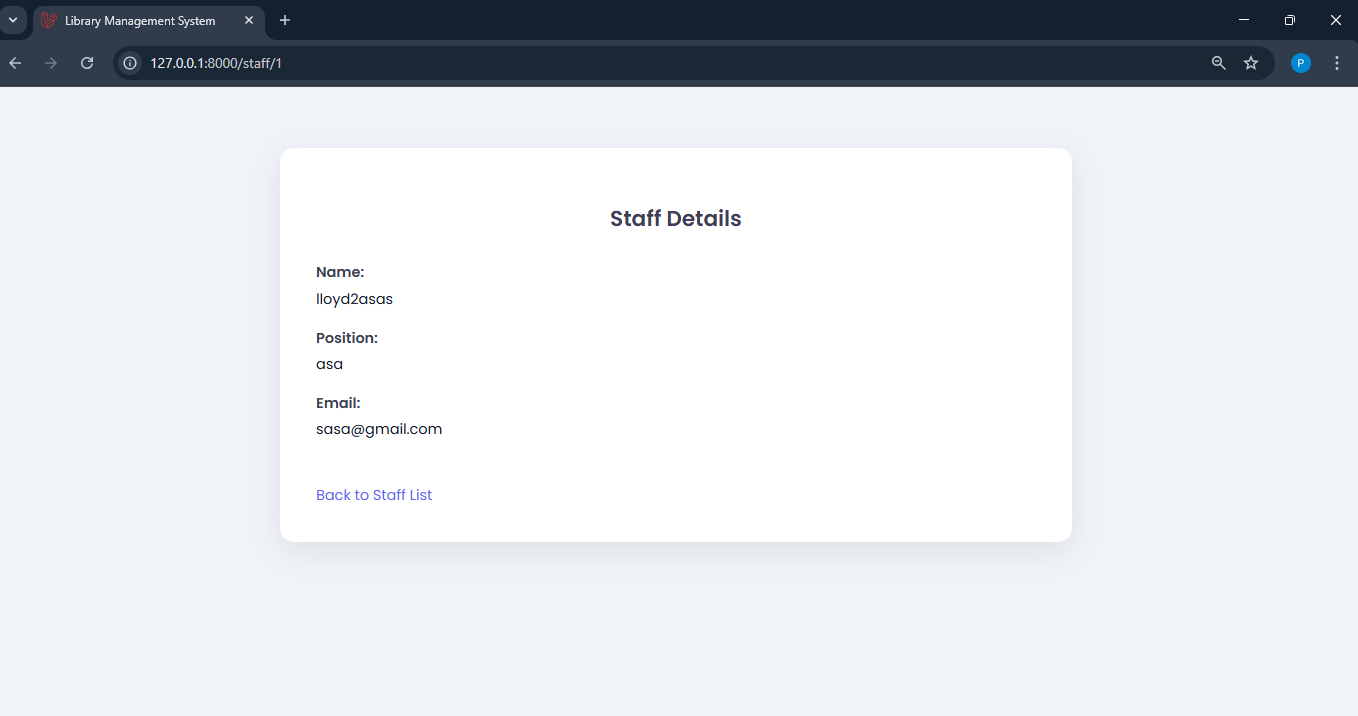 Library Management System
127.0.0.1:8000/staff/1
P
Staff Details
Name:
lloyd2asas
Position:
asa
Email:
sasa@gmail.com
Back to Staff List